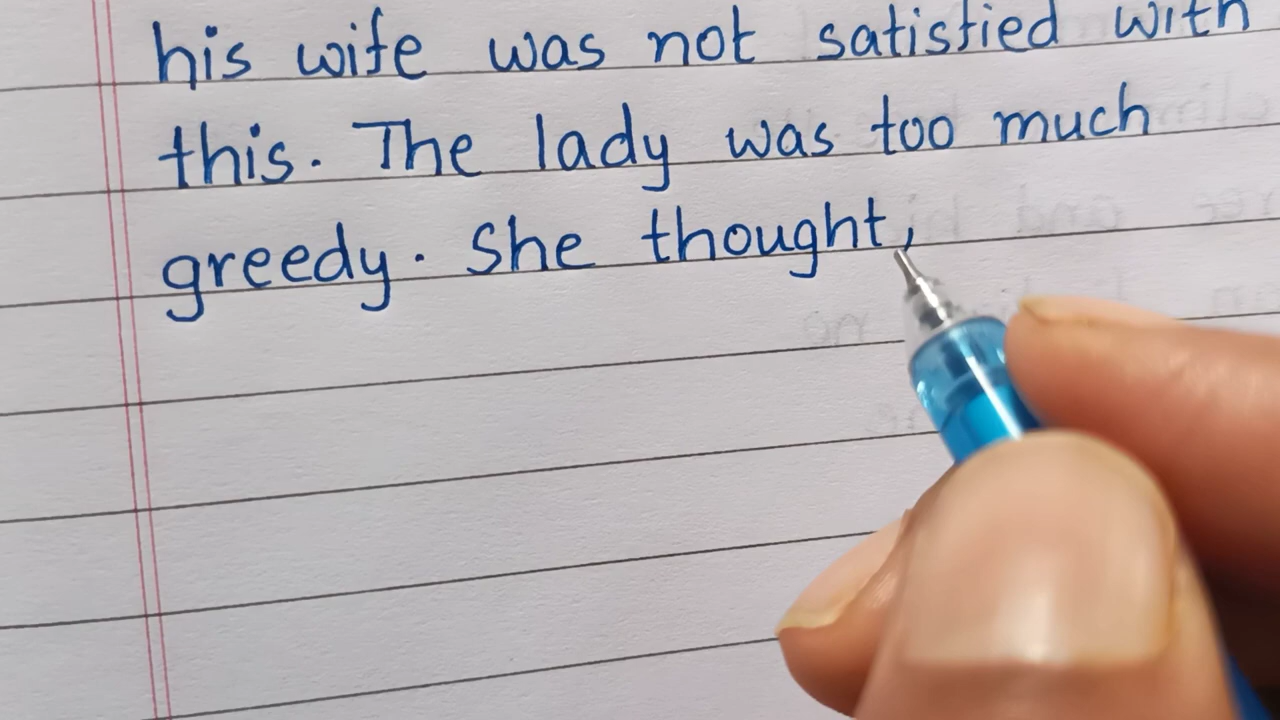 his wife was not satisfied with
this. The lady was too much
greedy. She thought,